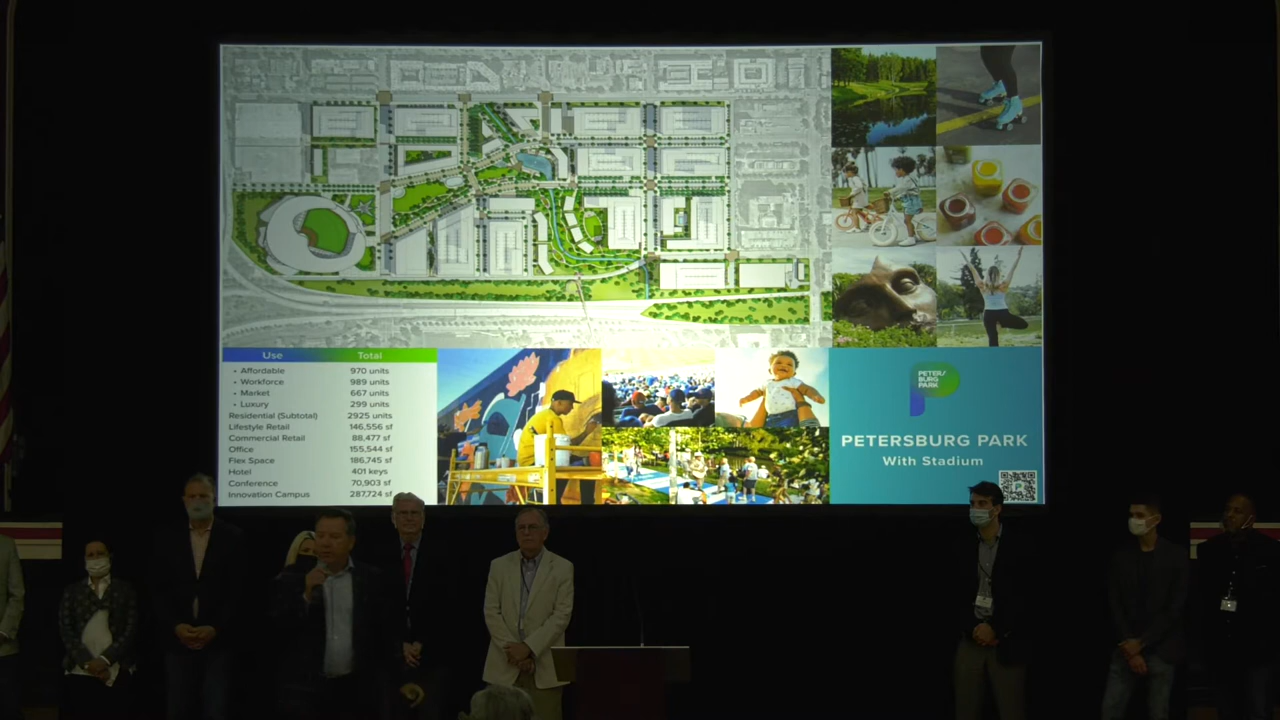 Use Total
• Affordable 970 units
• Workforce 989 units
• Market 667 units
• Luxury 299 units
Residential (Subtotal) 2925 units
Lifestyle Retail 146,556 sf
Commercial Retail 88,477 sf
Office 155,544 sf
Flex Space 186,745 sf
Hotel 401 keys
Conference 70,903 sf
Innovation Campus 287,724 sf
PETERS/
BURG
PARK
PETERSBURG PARK
With Stadium